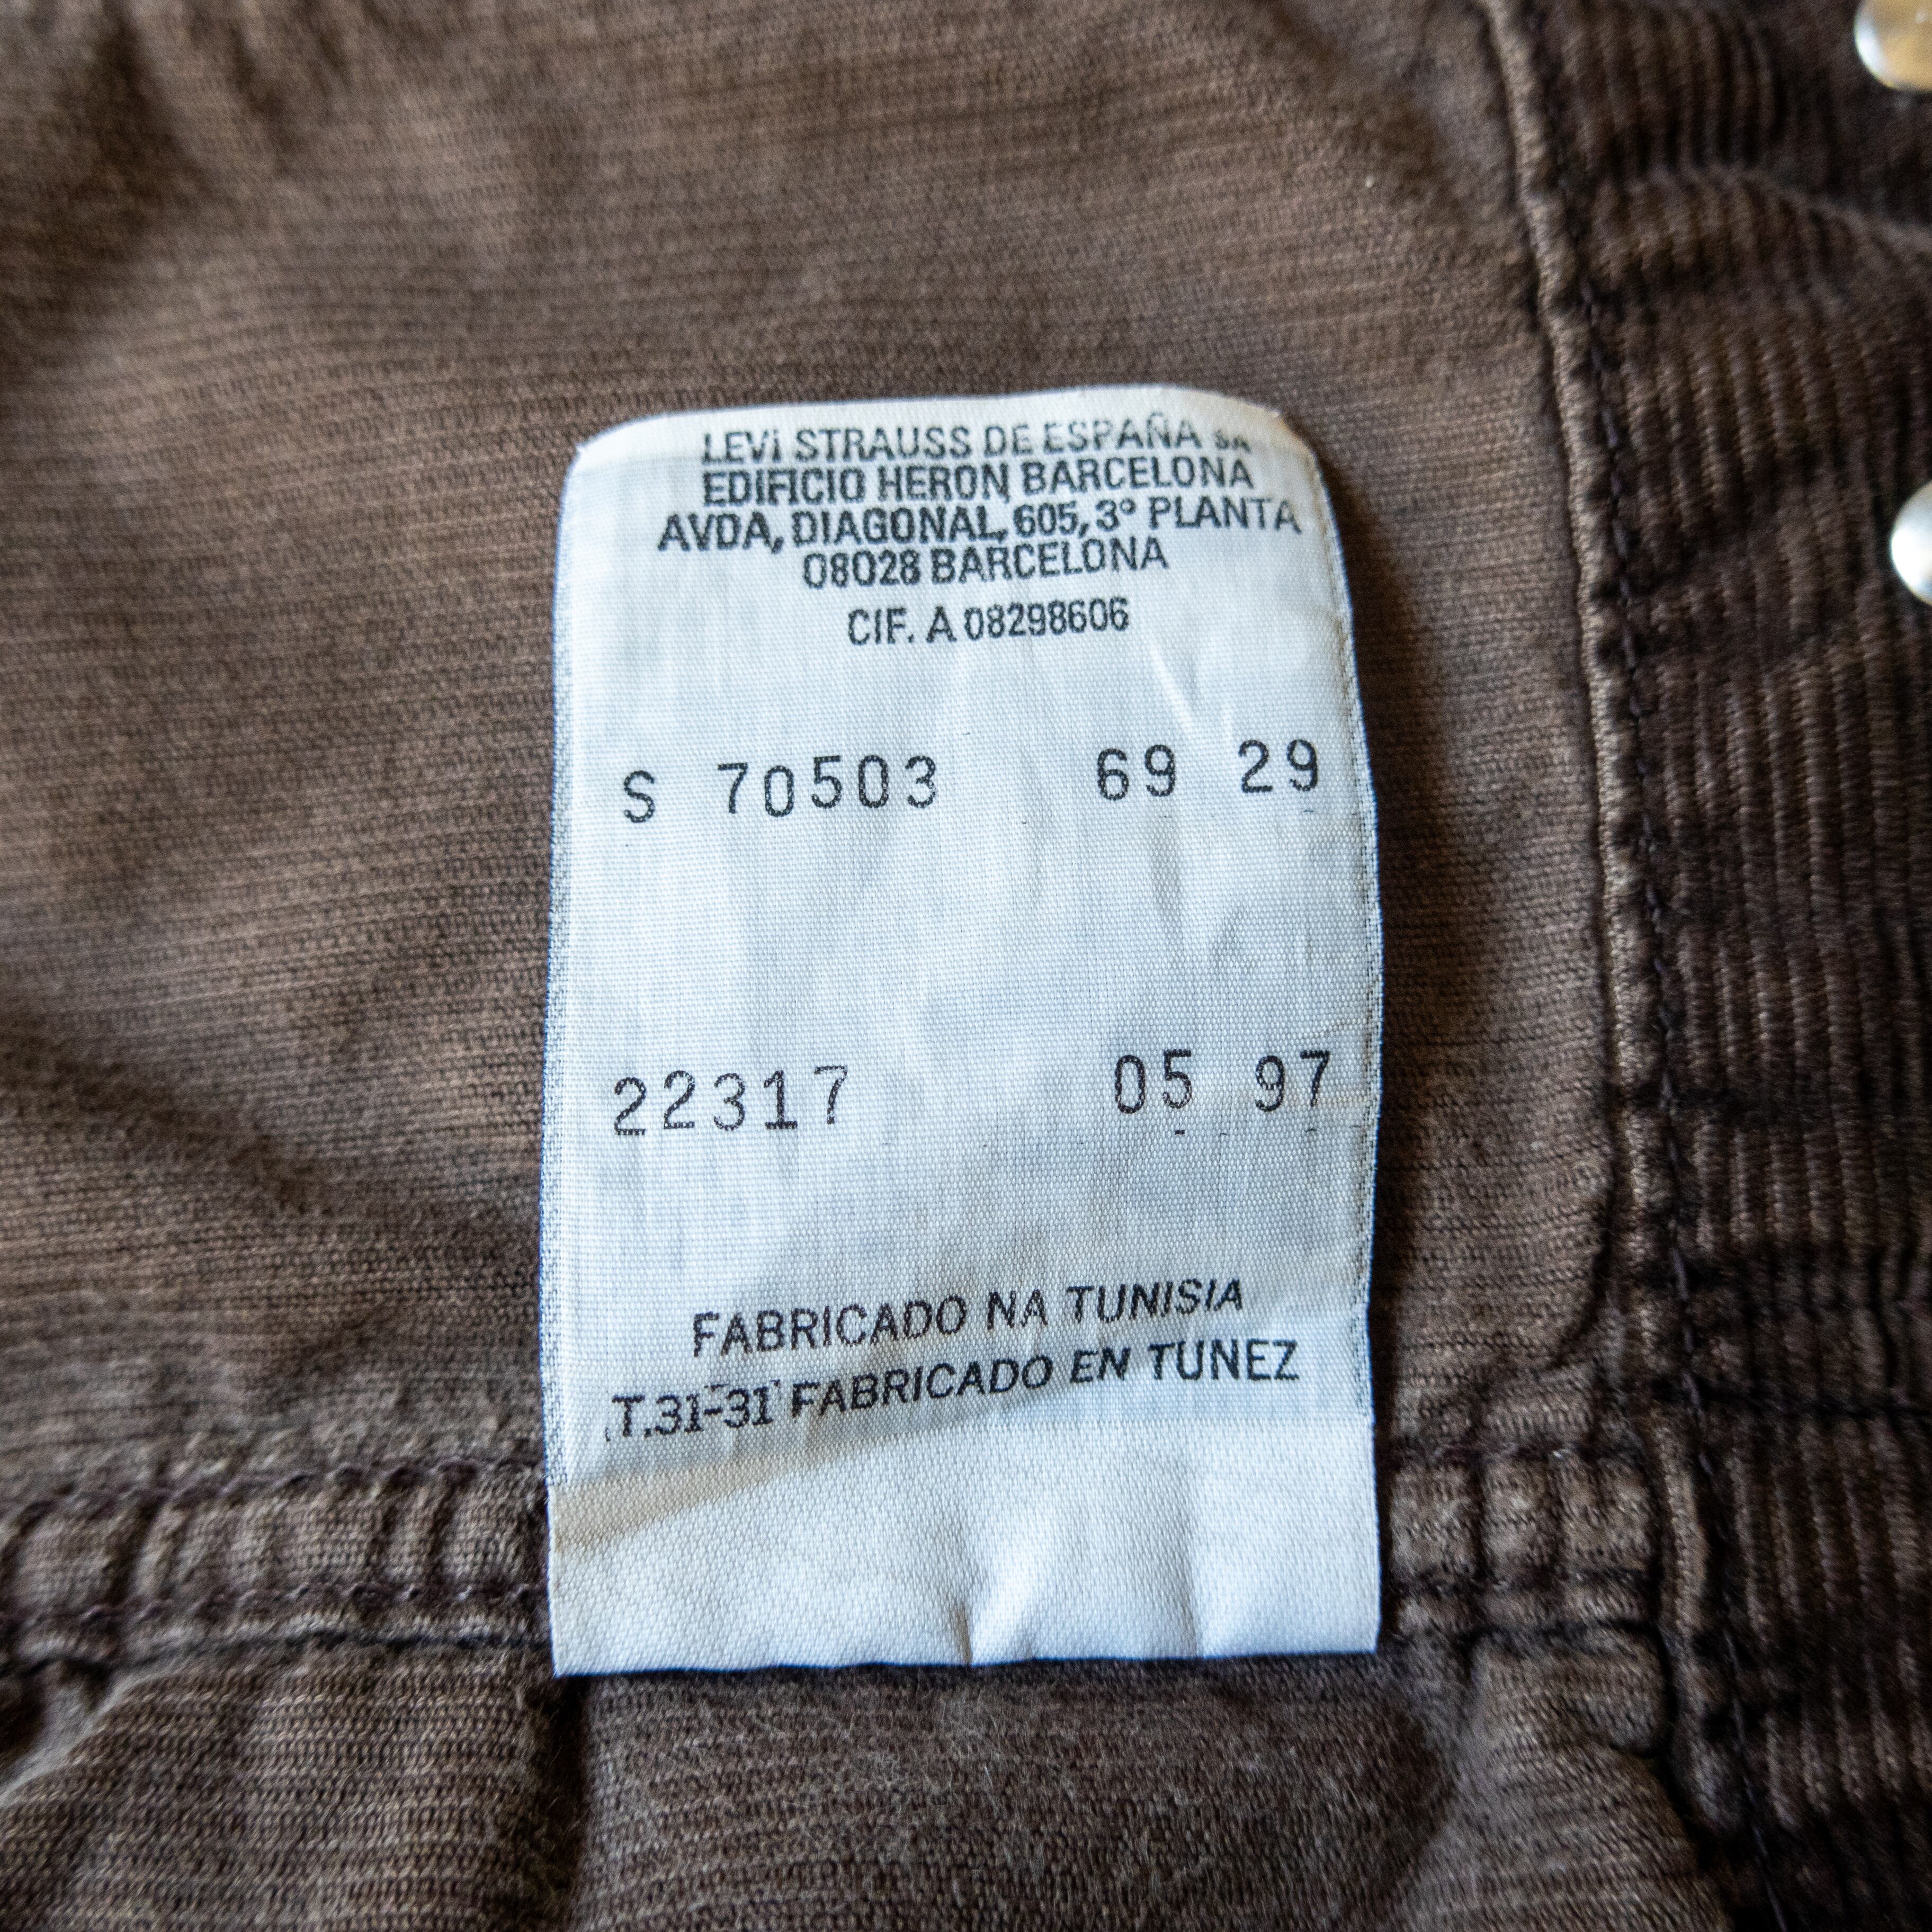 LEVI STRAUSS DE ESPAÑA SA
EDIFICIO HERON BARCELONA
AVDA, DIAGONAL, 605, 3° PLANTA
08028 BARCELONA
CIF. A 08298606
S 70503 69 29
22317 05 97
FABRICADO NA TUNISIA
T.31-31 FABRICADO EN TUNEZ